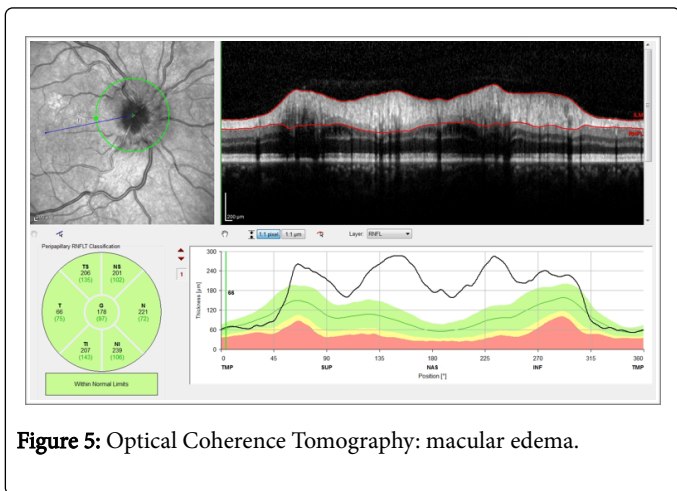 ILM
RNFL
200 µm
1:1 pixel 1:1 µm Layer: RNFL
Peripapillary RNFLT Classification
TS
206
(135)
NS
201
(102)
T
66
(75)
G
178
(97)
N
221
(72)
TI
207
(143)
NI
239
(106)
Within Normal Limits
1
Thickness [µm]
300
240
180
120
60
0
66
0 45 90 135 180 225 270 315 360
TMP SUP NAS INF TMP
Position [°]
Figure 5: Optical Coherence Tomography: macular edema.